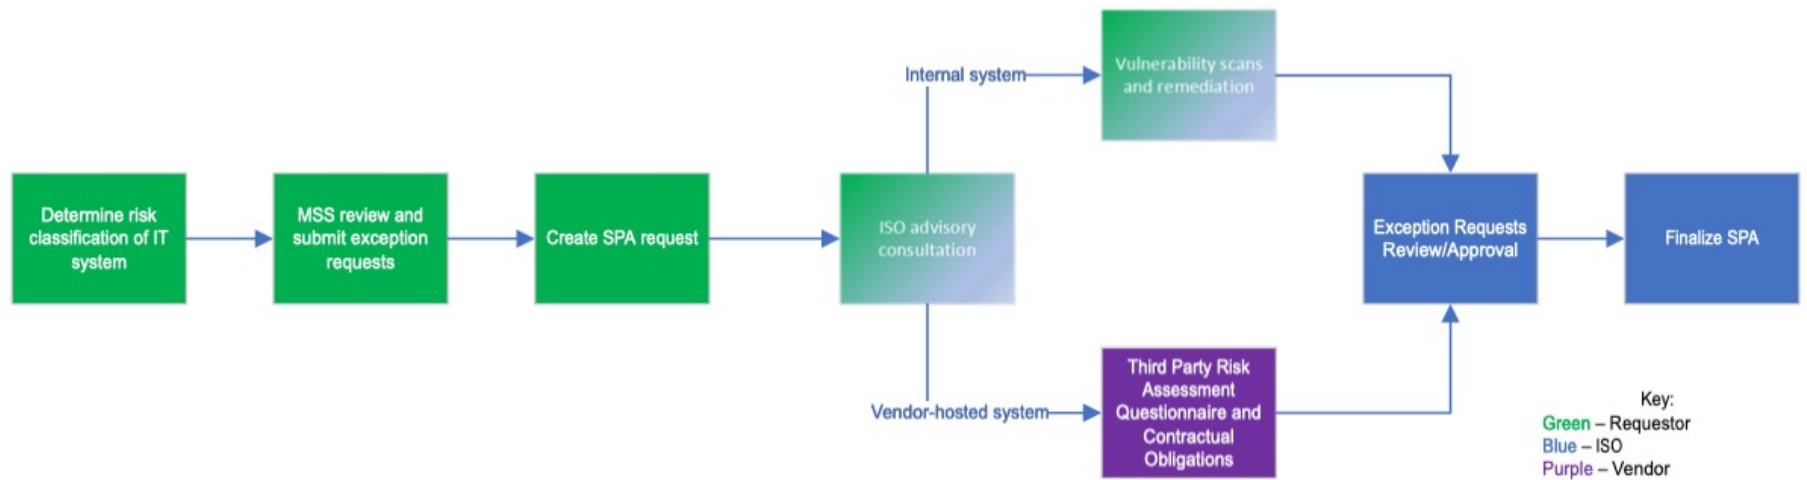 Determine risk
classification of IT
system
MSS review and
submit exception
requests
Create SPA request
ISO advisory
consultation
Internal system
Vulnerability scans
and remediation
Vendor-hosted system
Third Party Risk
Assessment
Questionnaire and
Contractual
Obligations
Exception Requests
Review/Approval
Finalize SPA
Key:
Green – Requestor
Blue – ISO
Purple – Vendor